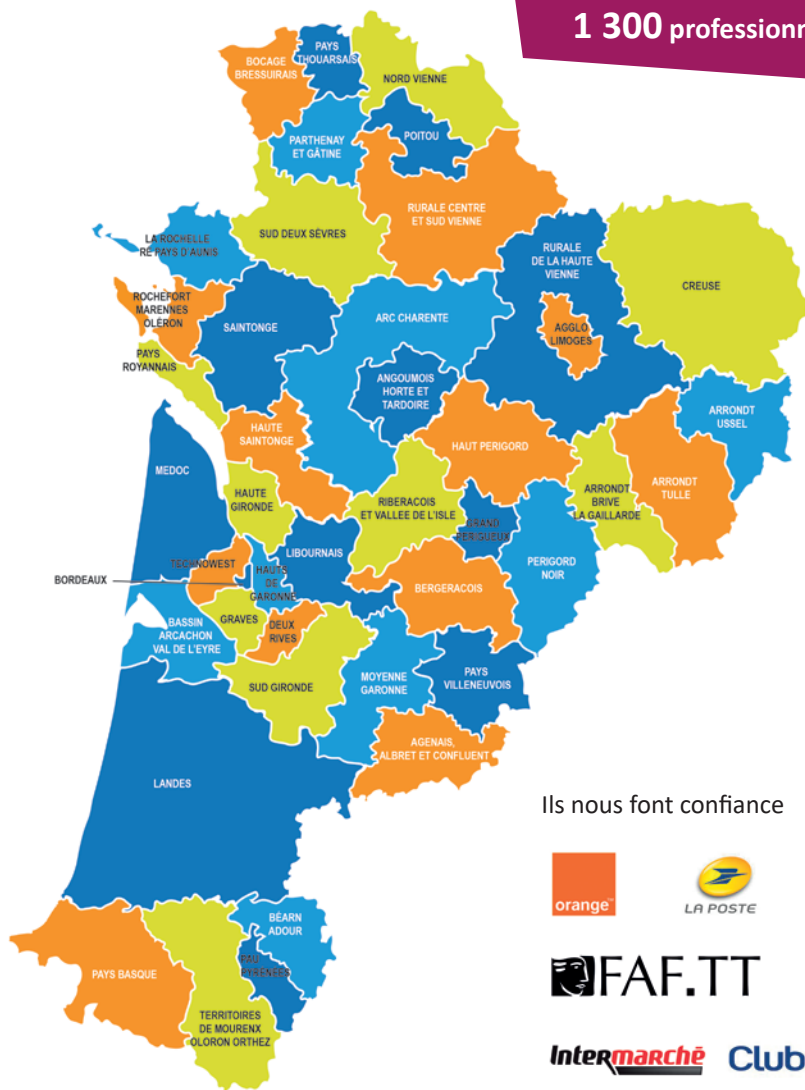 1 300 professionn
BOCAGE
BRESSUIRAIS
PAYS
THOUARSAIS
NORD VIENNE
PARTHENAY
ET GÂTINE
POITOU
RURALE CENTRE
ET SUD VIENNE
SUD DEUX SÈVRES
LA ROCHELLE
RÉ PAYS D'AUNIS
RURALE
DE LA HAUTE
VIENNE
CREUSE
ROCHEFORT
MARENNES
OLÉRON
SAINTONGE
ARC CHARENTE
AGGLO
LIMOGES
PAYS
ROYANNAIS
ANGOUMOIS
HORTE ET
TARDOIRE
ARRONDT
USSEL
HAUTE
SAINTONGE
HAUT PERIGORD
MEDOC
ARRONDT
TULLE
ARRONDT
BRIVE
LA GAILLARDE
HAUTE
GIRONDE
RIBERACOIS
ET VALLEE DE L'ISLE
GRAND
PERIGUEUX
LIBOURNAIS
TECHNOWEST
PERIGORD
NOIR
BORDEAUX
HAUTS
DE
GARONNE
BERGERACOIS
BASSIN
ARCACHON
VAL DE L'EYRE
GRAVES
DEUX
RIVES
SUD GIRONDE
MOYENNE
GARONNE
PAYS
VILLENEUVOIS
AGENAIS,
ALBRET ET CONFLUENT
LANDES
Ils nous font confiance
orange™
LA POSTE
BÉARN
ADOUR
PAU
PYRÉNÉES
PAYS BASQUE
FAF.TT
TERRITOIRES
DE MOURENX
OLORON ORTHEZ
Intermarché
Club